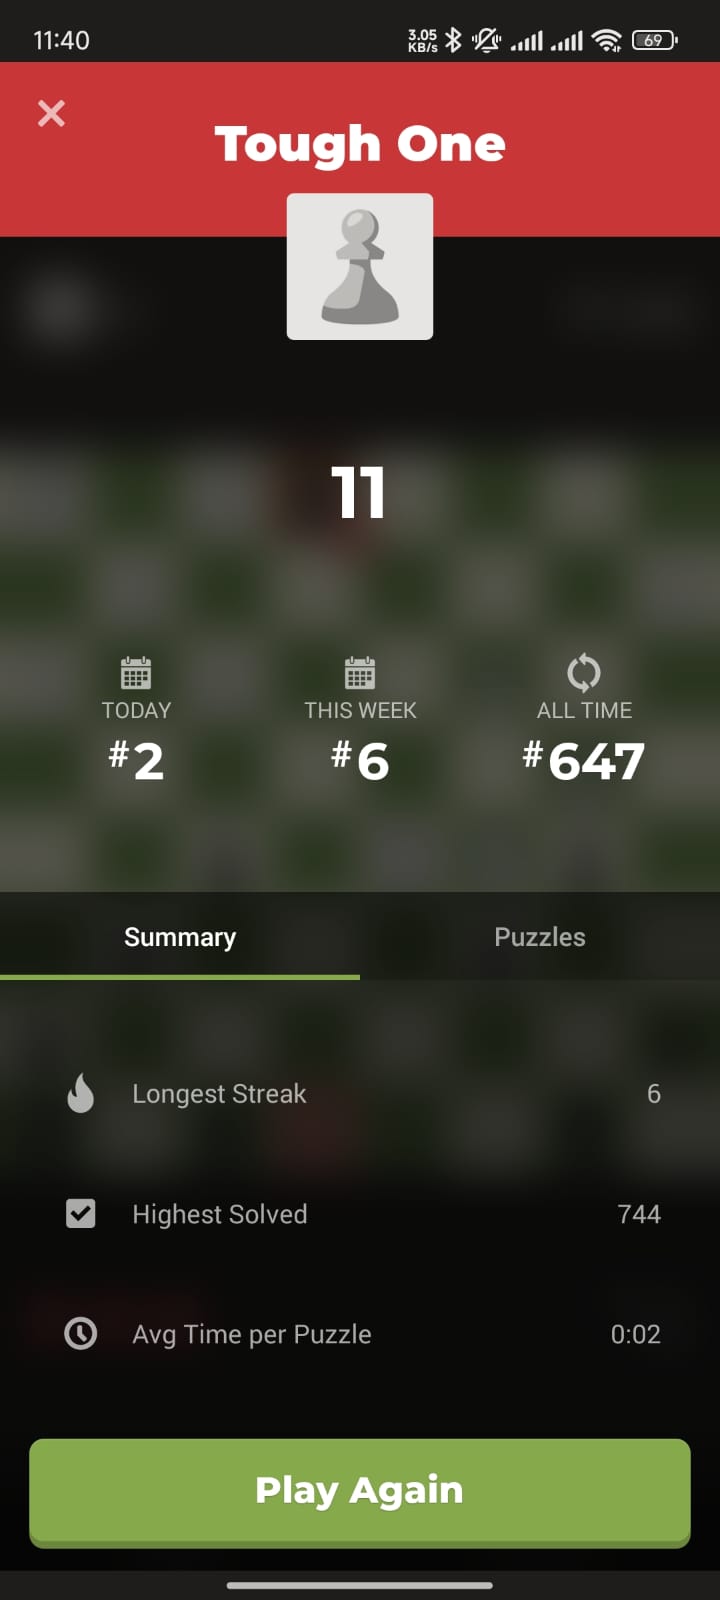 11:40
3.05
KB/s
69
Tough One
11
TODAY
THIS WEEK
ALL TIME
#2
#6
#647
Summary
Puzzles
Longest Streak
6
Highest Solved
744
Avg Time per Puzzle
0:02
Play Again